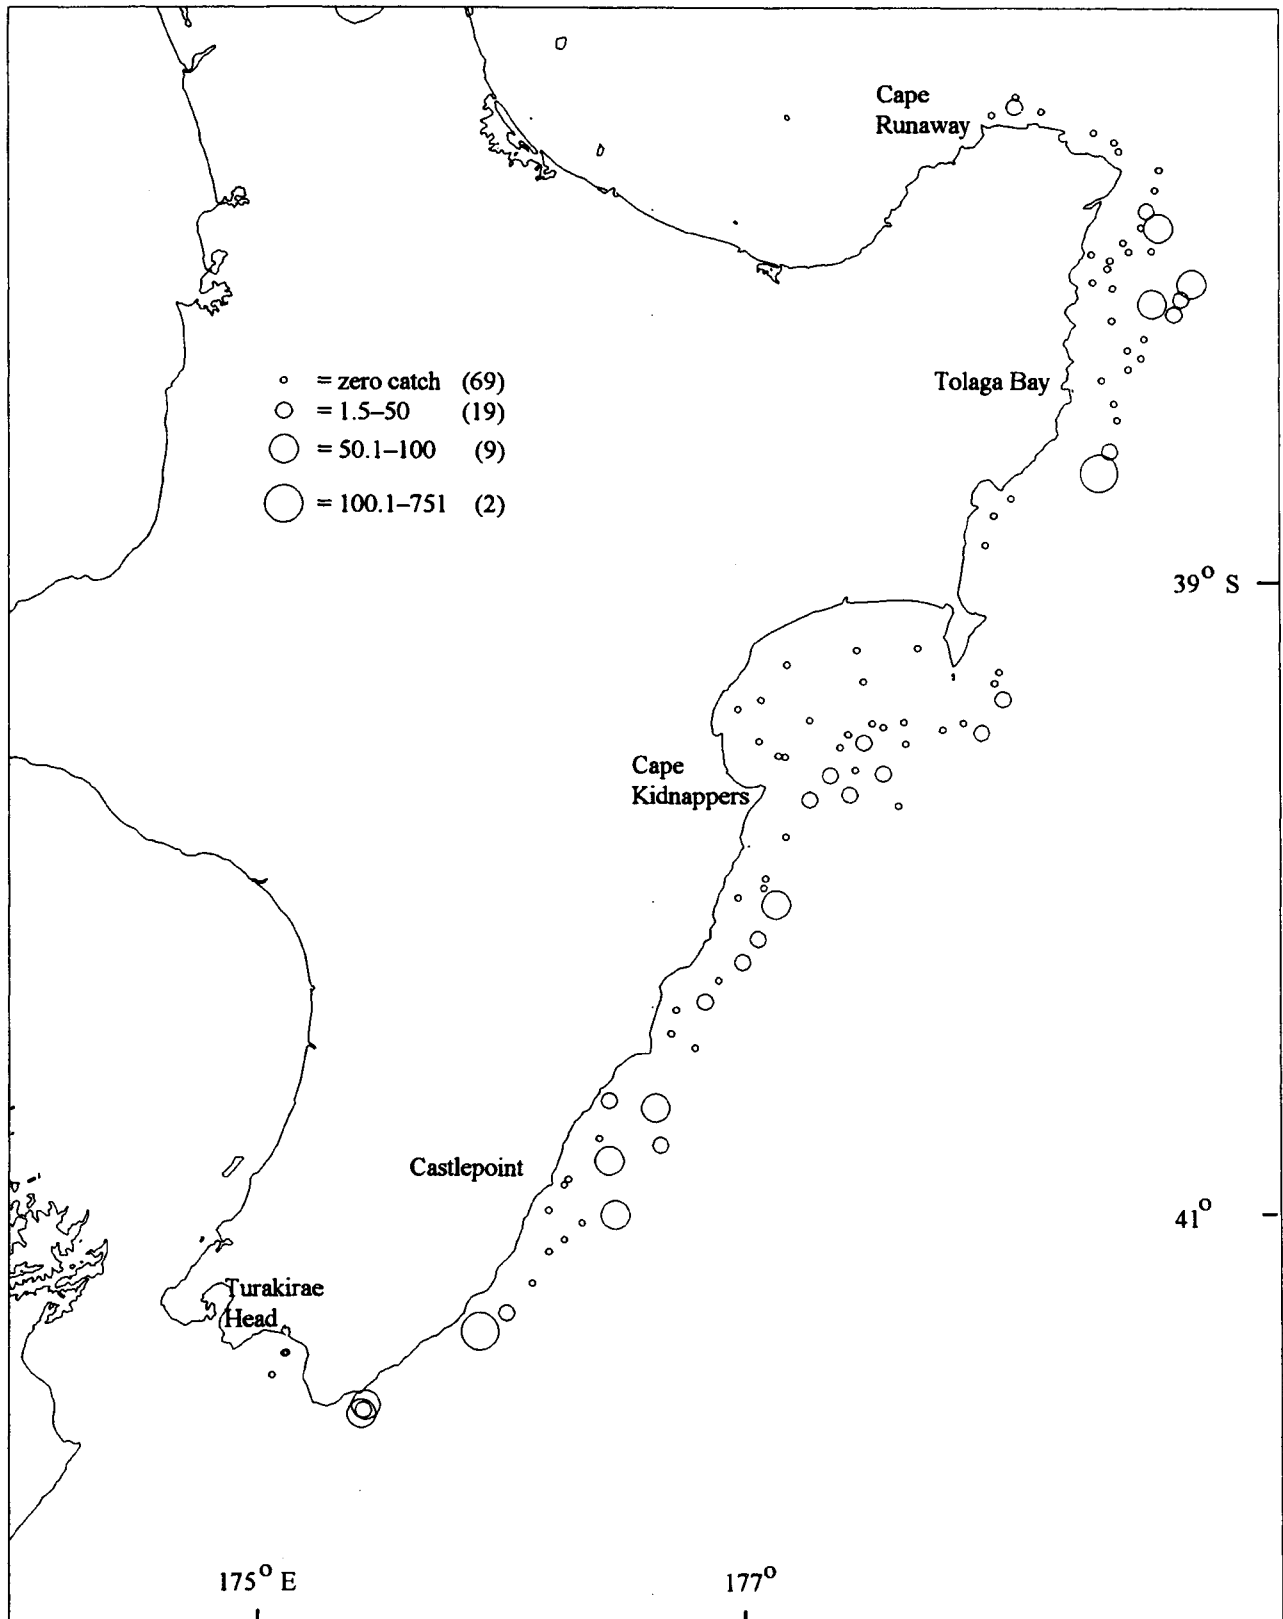 Cape
Runaway
○ = zero catch (69)
○ = 1.5–50 (19)
○ = 50.1–100 (9)
○ = 100.1–751 (2)
Tolaga Bay
39° S
Cape
Kidnappers
Castlepoint
41°
Turakirae
Head
175° E
177°